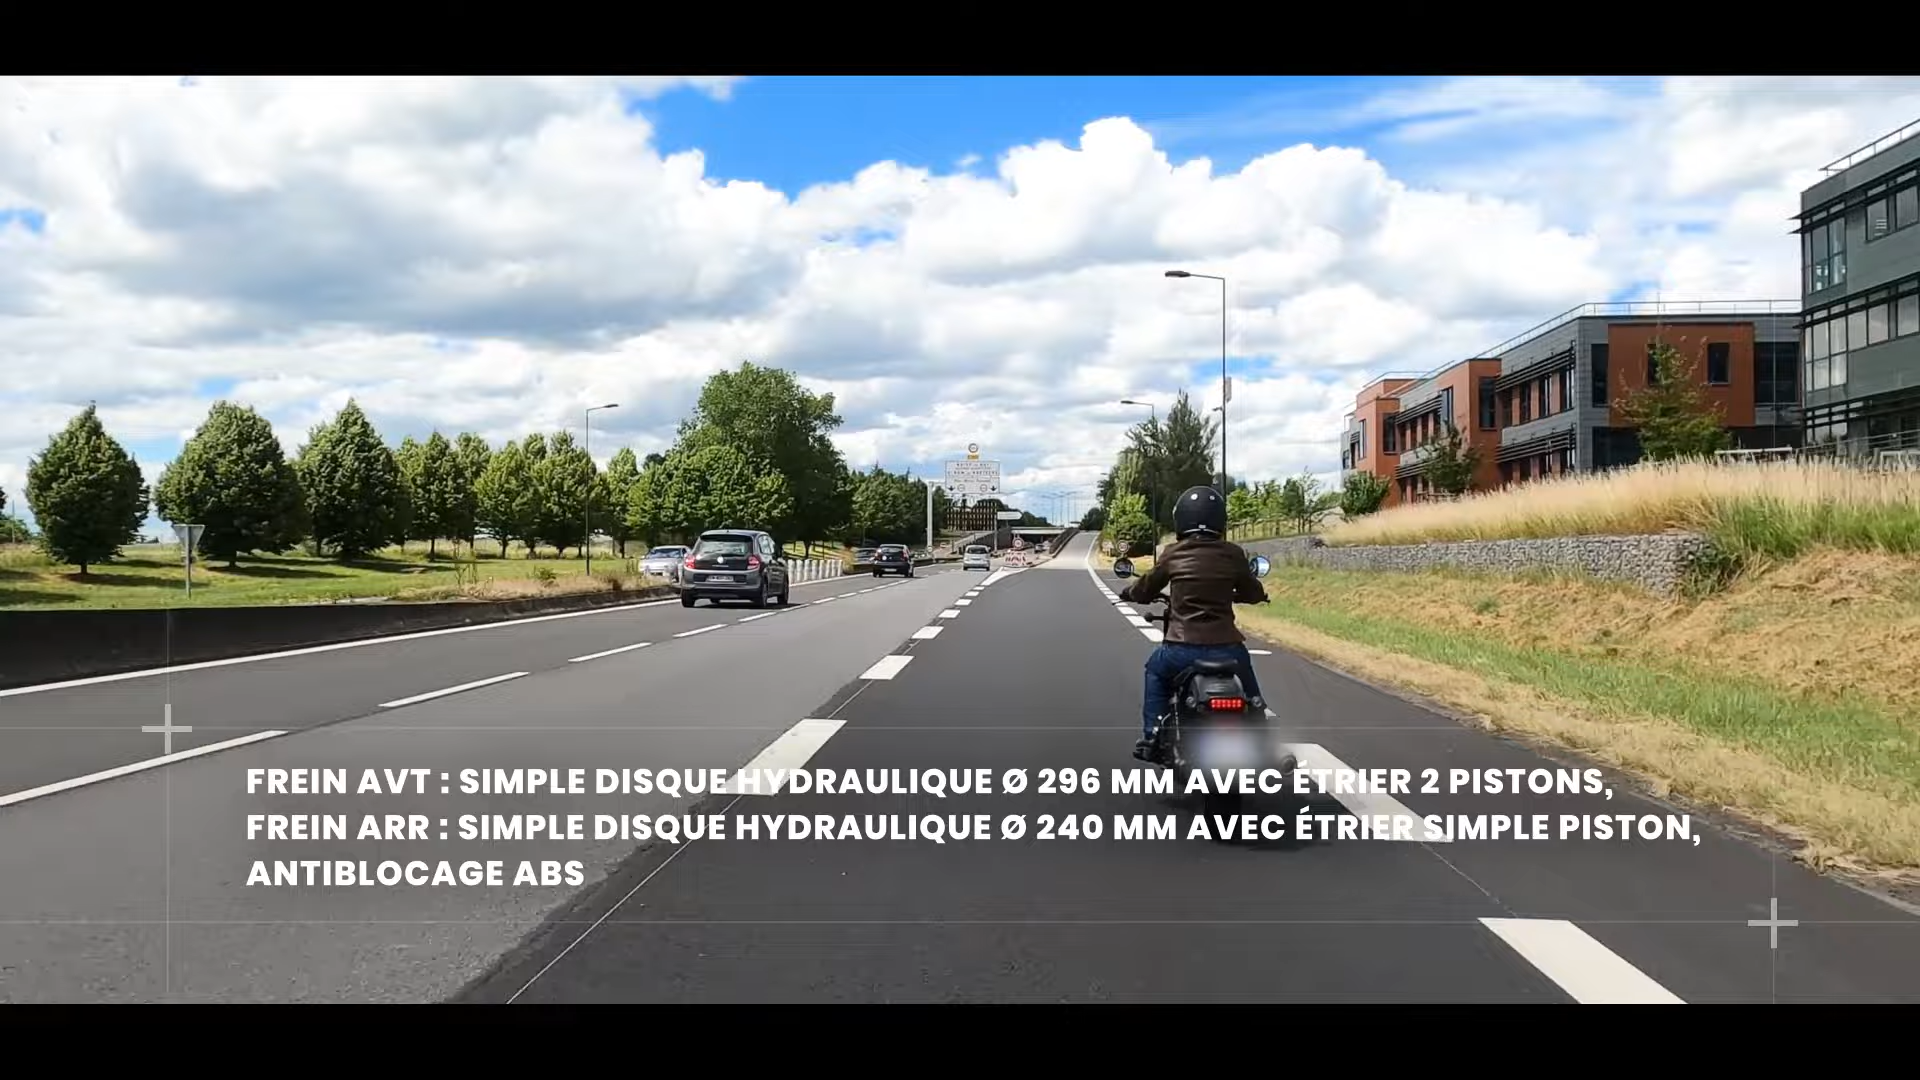 FREIN AVT : SIMPLE DISQUE HYDRAULIQUE Ø 296 MM AVEC ÉTRIER 2 PISTONS,
FREIN ARR : SIMPLE DISQUE HYDRAULIQUE Ø 240 MM AVEC ÉTRIER SIMPLE PISTON,
ANTIBLOCAGE ABS